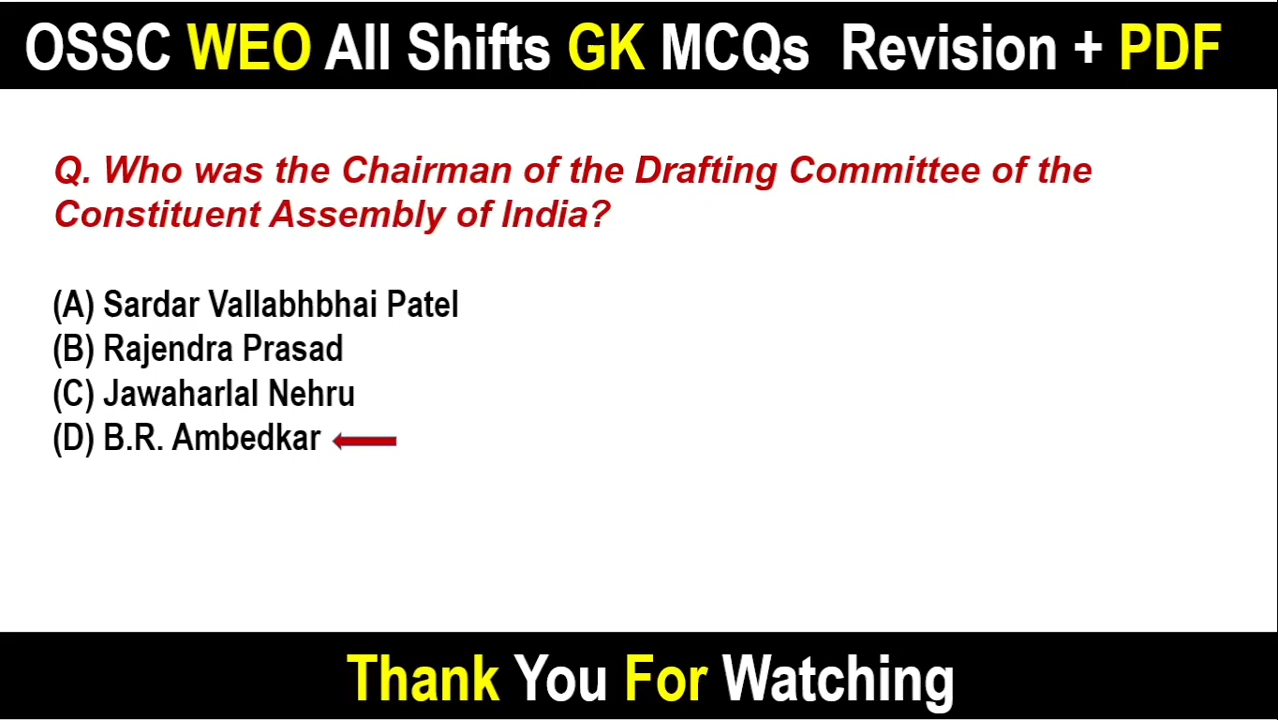 OSSC WEO All Shifts GK MCQs Revision + PDF
Q. Who was the Chairman of the Drafting Committee of the
Constituent Assembly of India?
(A) Sardar Vallabhbhai Patel
(B) Rajendra Prasad
(C) Jawaharlal Nehru
(D) B.R. Ambedkar
Thank You For Watching